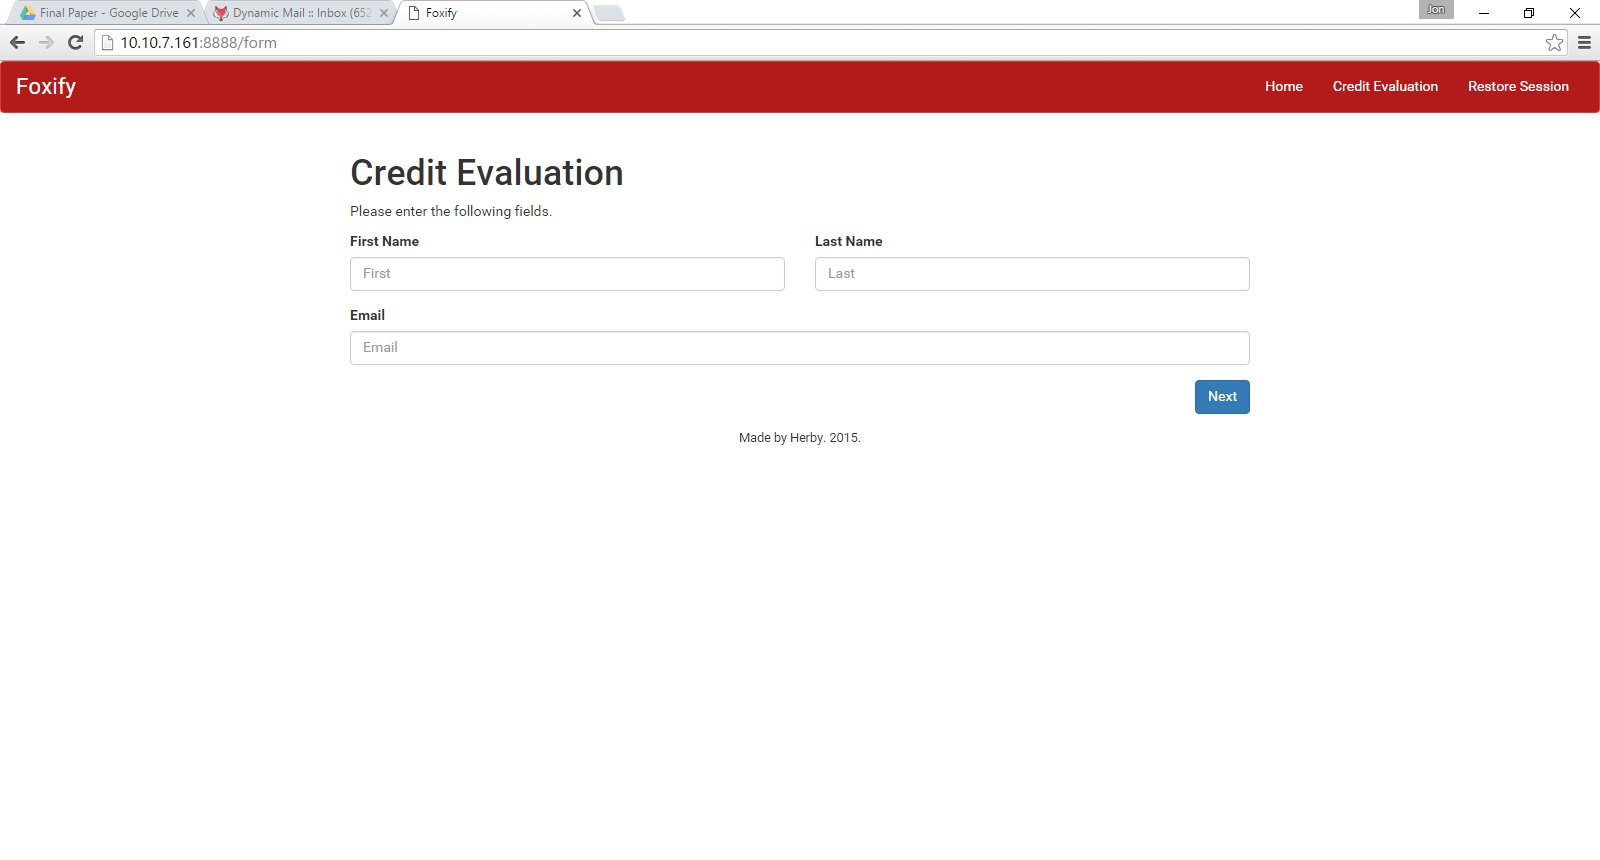 Final Paper - Google Drive
Dynamic Mail :: Inbox (652
Foxify
Jon
10.10.7.161:8888/form
Foxify
Home
Credit Evaluation
Restore Session
Credit Evaluation
Please enter the following fields.
First Name
Last Name
First
Last
Email
Email
Next
Made by Herby. 2015.